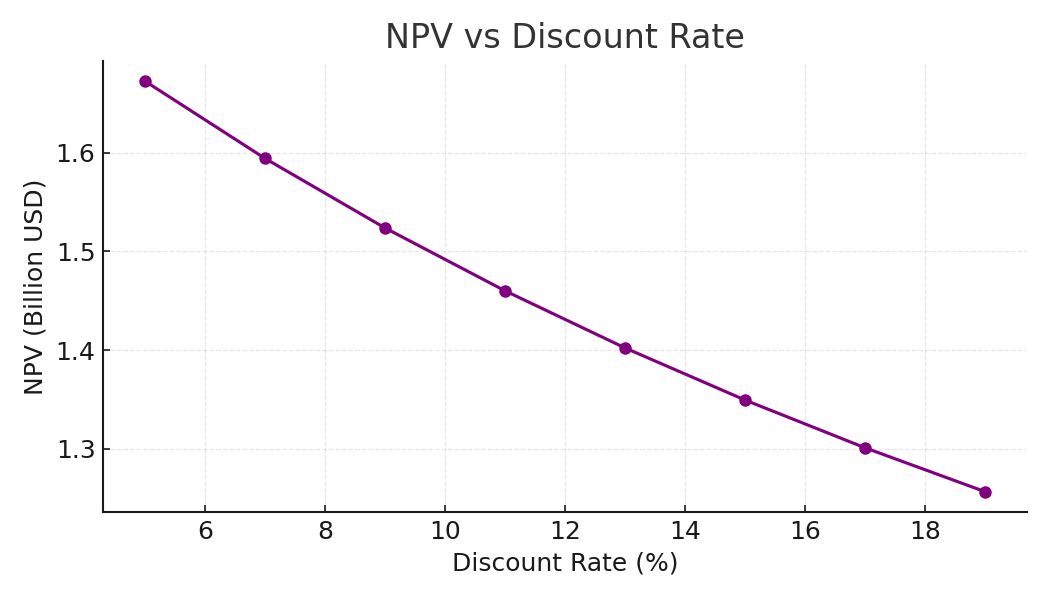 NPV vs Discount Rate
NPV (Billion USD)
1.6
1.5
1.4
1.3
6 8 10 12 14 16 18
Discount Rate (%)